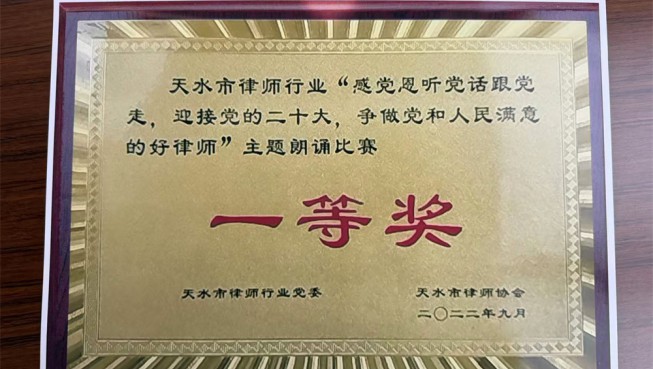 天水市律师行业“感党恩听党话跟党
走，迎接党的二十大，争做党和人民满意
的好律师”主题朗诵比赛
一等奖
天水市律师行业党委 天水市律师协会
二〇二二年九月